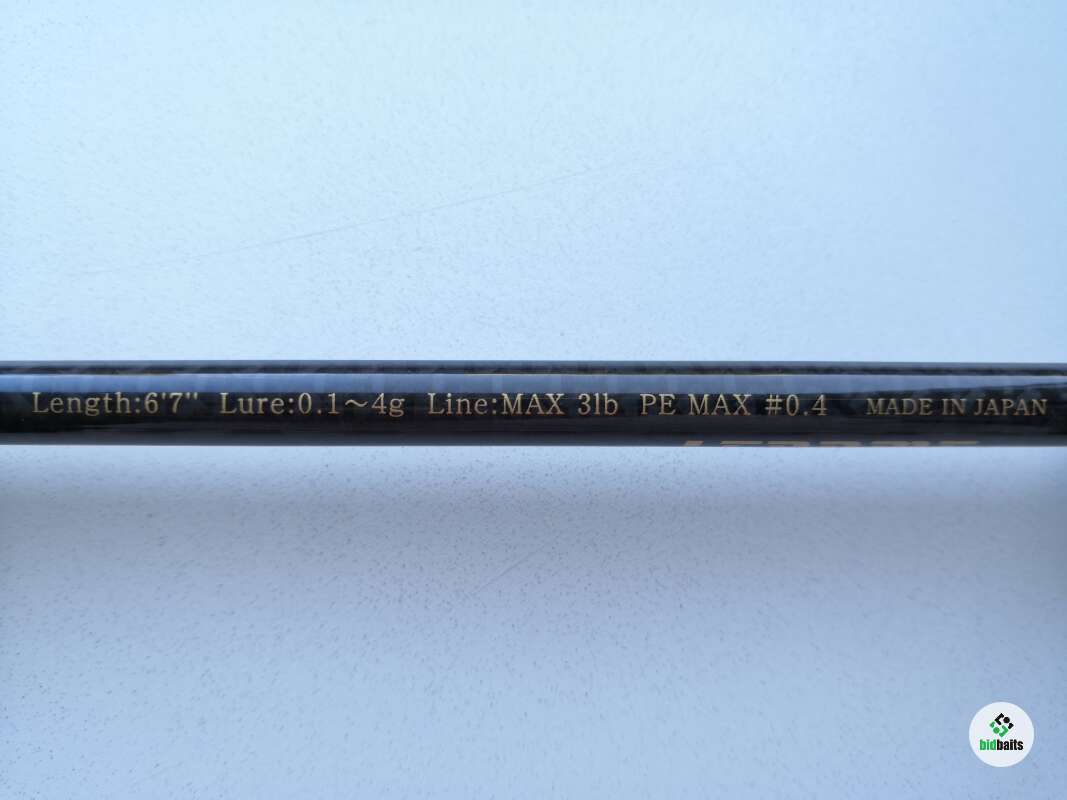 Length:6'7'' Lure:0.1～4g Line:MAX 3lb PE MAX #0.4 MADE IN JAPAN
bidbaits